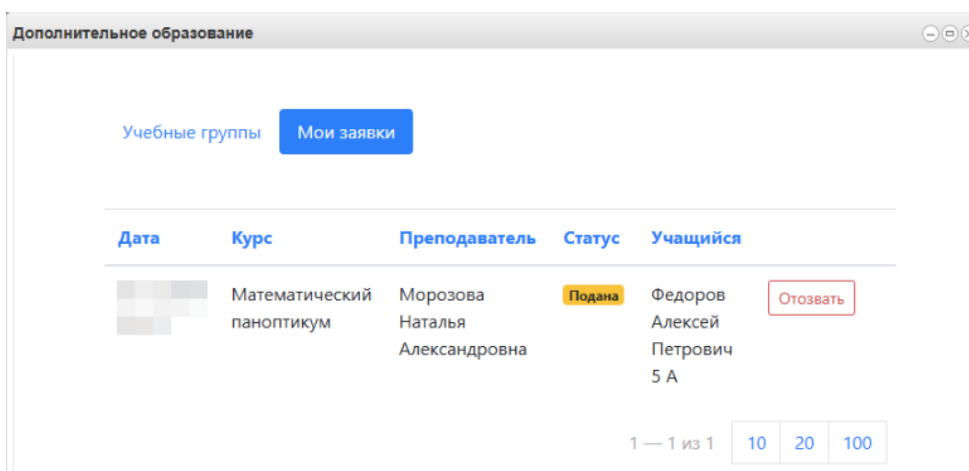 Дополнительное образование
Учебные группы Мои заявки
Дата Курс Преподаватель Статус Учащийся
Математический Морозова Подана Федоров Отозвать
паноптикум Наталья Алексей
Александровна Петрович
5 А
1 — 1 из 1 10 20 100